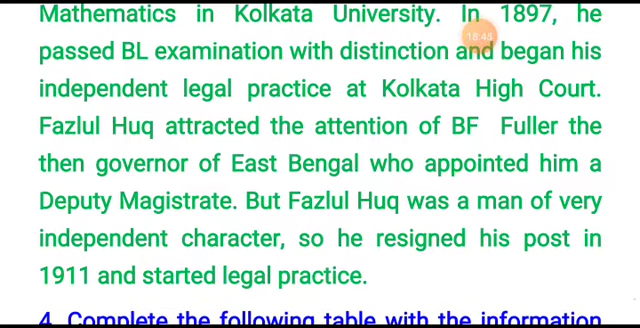 Mathematics in Kolkata University. In 1897, he
passed BL examination with distinction and began his
independent legal practice at Kolkata High Court.
Fazlul Huq attracted the attention of BF Fuller the
then governor of East Bengal who appointed him a
Deputy Magistrate. But Fazlul Huq was a man of very
independent character, so he resigned his post in
1911 and started legal practice.
4. Complete the following table with the information
18:45